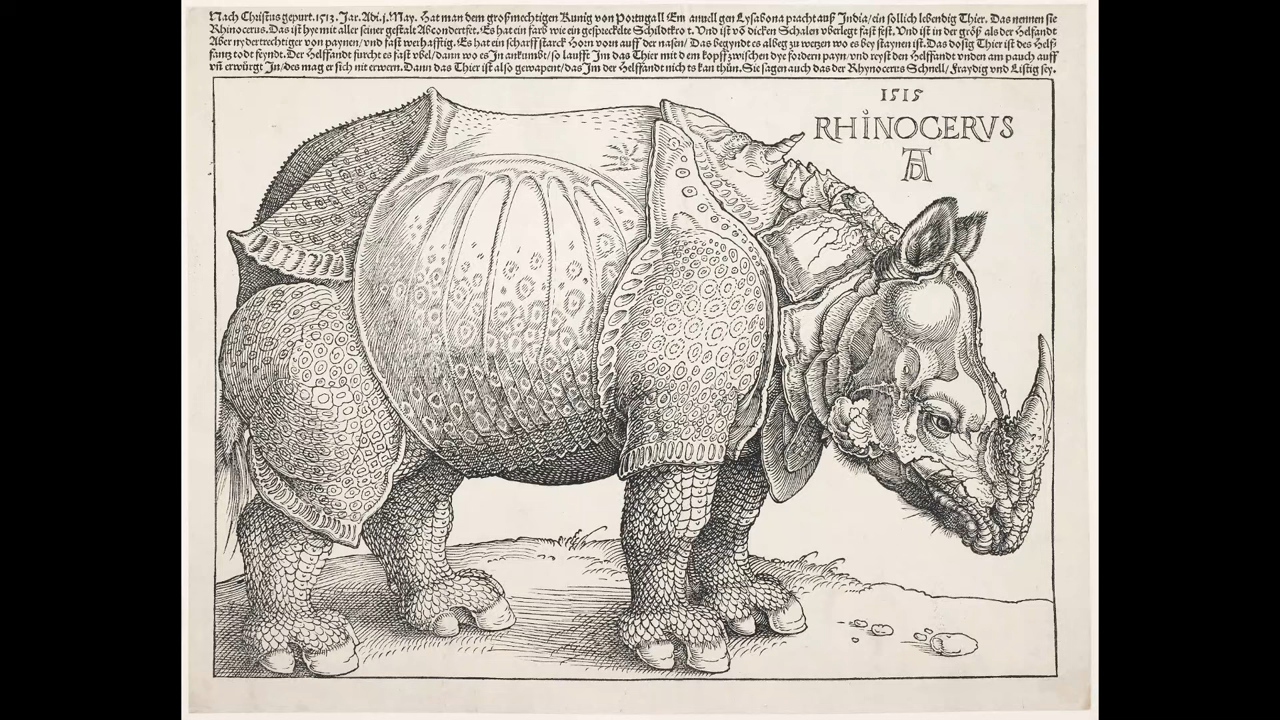 Nach Christus gepurt. 1513. Jar. Adi. j. May. Hat man dem großmechtigen Kunig von Portugall Em anuell gen Lysabona pracht auß India/ein sollich lebendig Thier. Das nennen sie
Rhinocerus. Das ist hye mit aller seiner gestalt Abcondertfet. Es hat ein farb wie ein gespreckelte Schildtkrot. Vnd ist võ dicken Schalen vberlegt fast fest. Vnd ist in der größ als der Helfandt
Aber nydertrechtiger von paynen/vnd fast werhafftig. Es hat ein scharff starck Horn vorn auff der nasen/Das begyndt es albeg zu wetzen wo es bey staynen ist. Das dosig Thier ist des Helf-
fantz tod feyndt. Der Helffandt furcht es fast vbel/dann wo es Jn ankumbt/so laufft Jm das Thier mit dem kopff zwischen dye fordern payn/vnd reyst den Helffandt vnden am pauch auff
vñ erwürgt Jn/des mag er sich nit erwern. Dann das Thier ist also gewapent/das Jm der Helffandt nichts kan thün. Sie sagen auch das der Rhynocerus Schnell/Fraydig vnd Listig sey.
1515
RHINOCERVS
AD